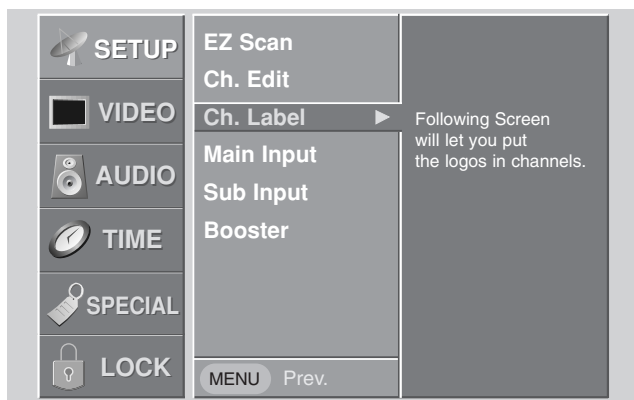 SETUP
VIDEO
AUDIO
TIME
SPECIAL
LOCK
EZ Scan
Ch. Edit
Ch. Label ►
Main Input
Sub Input
Booster
MENU Prev.
Following Screen
will let you put
the logos in channels.